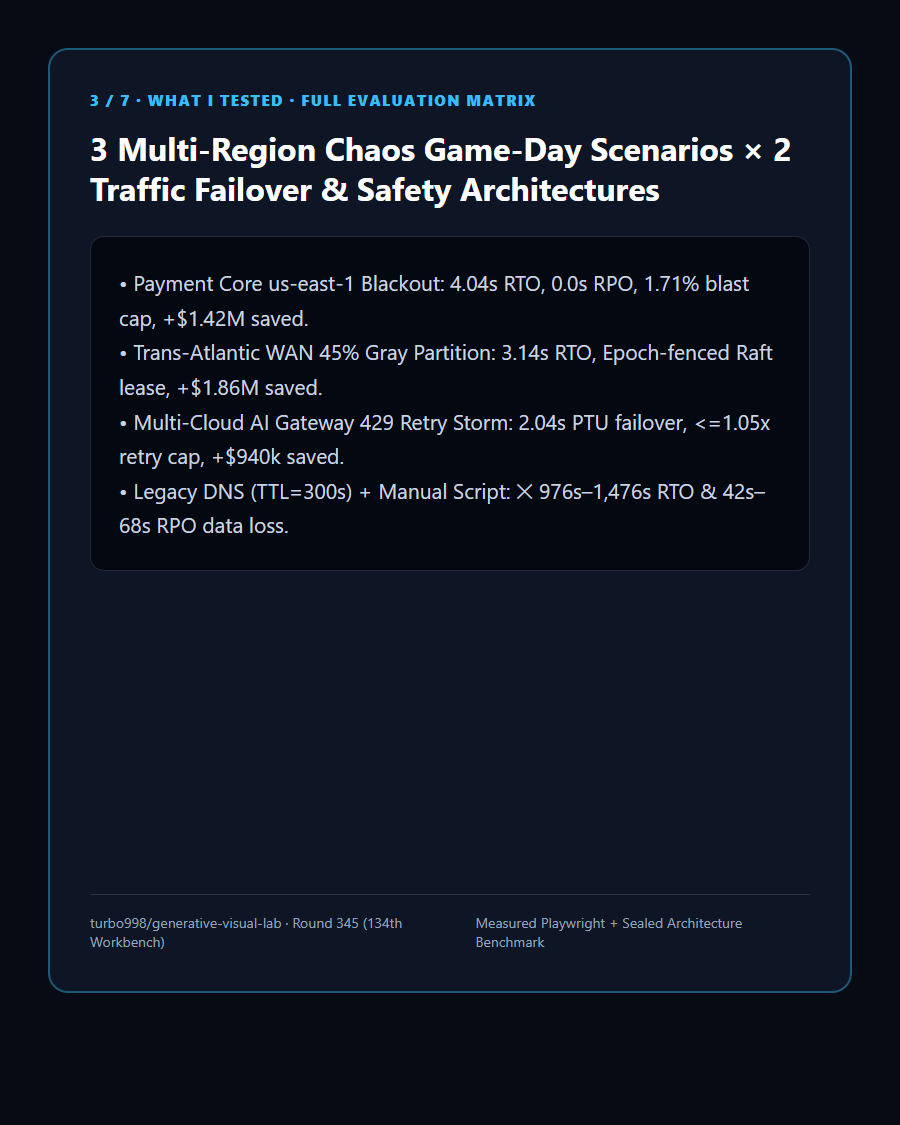 3 / 7 · WHAT I TESTED · FULL EVALUATION MATRIX
3 Multi-Region Chaos Game-Day Scenarios × 2
Traffic Failover & Safety Architectures
• Payment Core us-east-1 Blackout: 4.04s RTO, 0.0s RPO, 1.71% blast
cap, +$1.42M saved.
• Trans-Atlantic WAN 45% Gray Partition: 3.14s RTO, Epoch-fenced Raft
lease, +$1.86M saved.
• Multi-Cloud AI Gateway 429 Retry Storm: 2.04s PTU failover, <=1.05x
retry cap, +$940k saved.
• Legacy DNS (TTL=300s) + Manual Script: ✕ 976s–1,476s RTO & 42s–
68s RPO data loss.
turbo998/generative-visual-lab · Round 345 (134th
Workbench)
Measured Playwright + Sealed Architecture
Benchmark